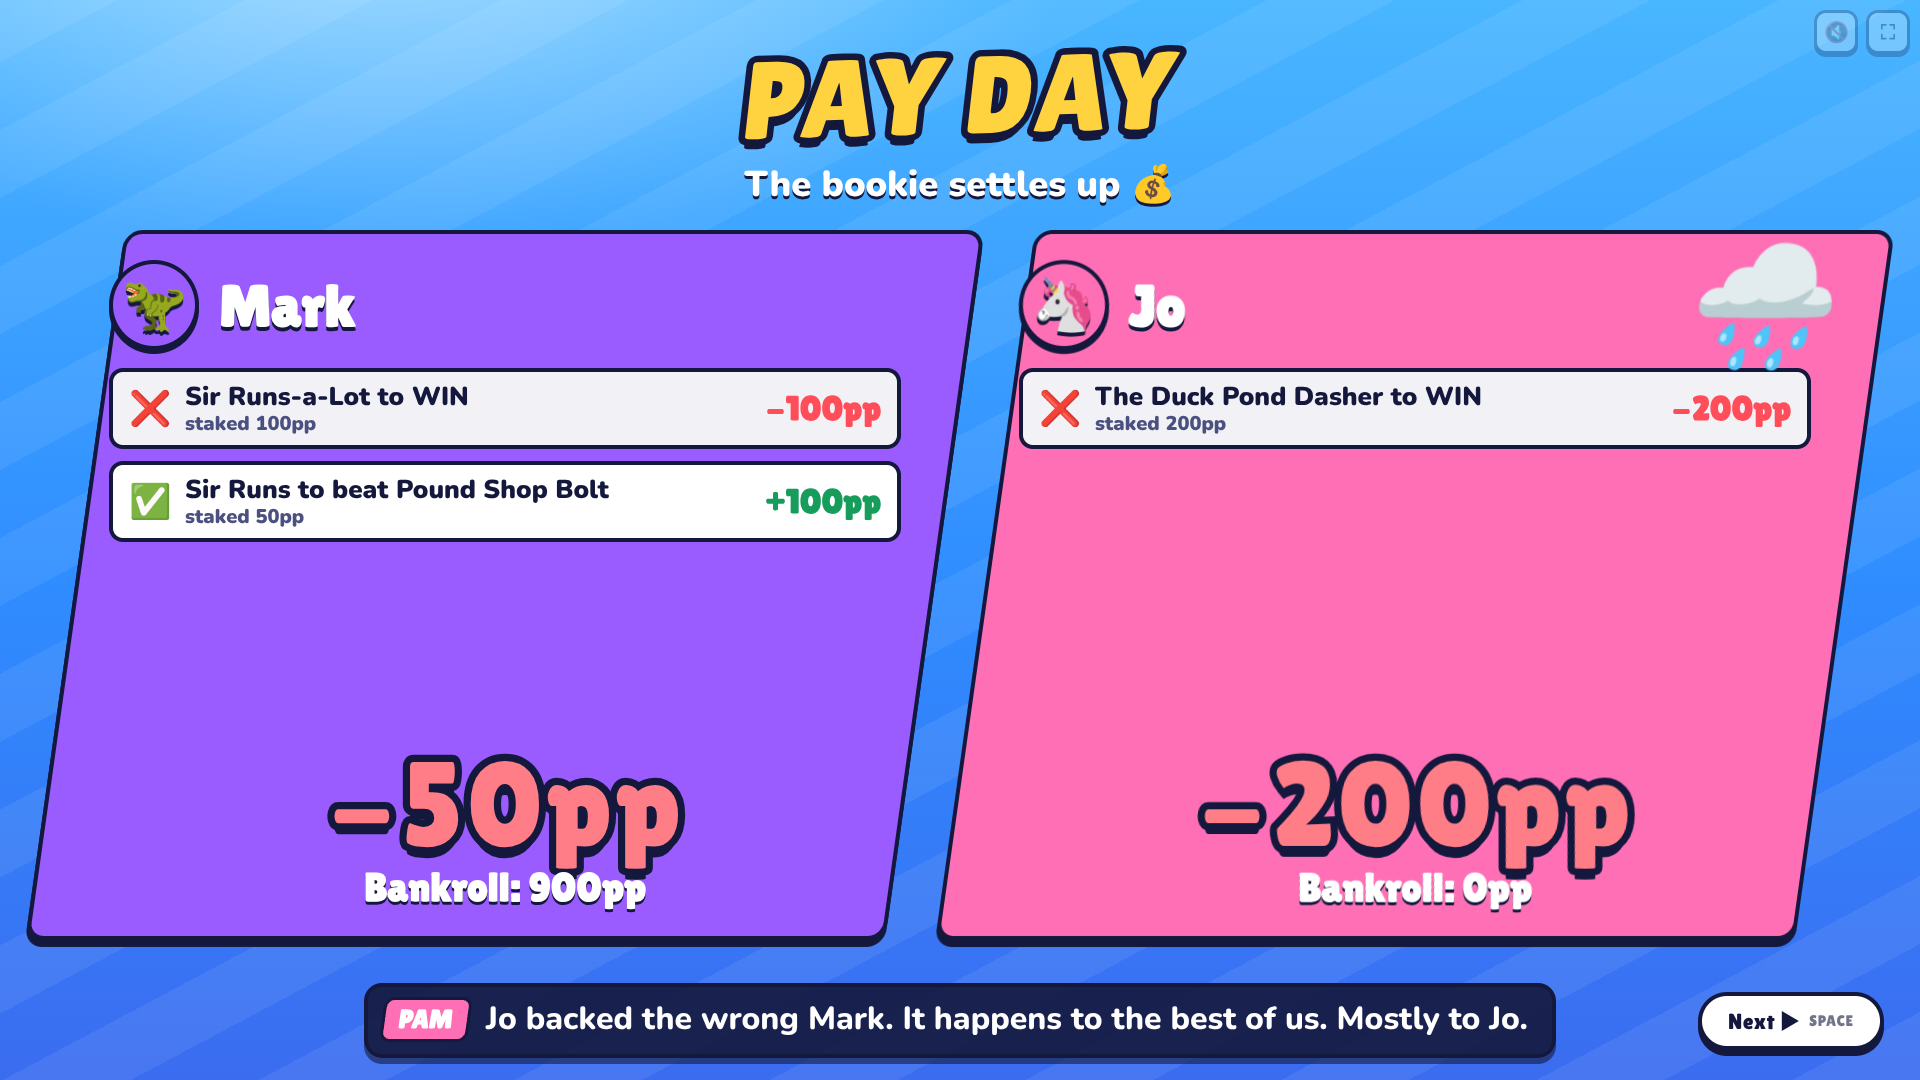 PAY DAY
The bookie settles up 💰
Mark
Sir Runs-a-Lot to WIN
staked 100pp
–100pp
Sir Runs to beat Pound Shop Bolt
staked 50pp
+100pp
–50pp
Bankroll: 900pp
Jo
The Duck Pond Dasher to WIN
staked 200pp
–200pp
–200pp
Bankroll: 0pp
PAM Jo backed the wrong Mark. It happens to the best of us. Mostly to Jo.
Next ▶ SPACE